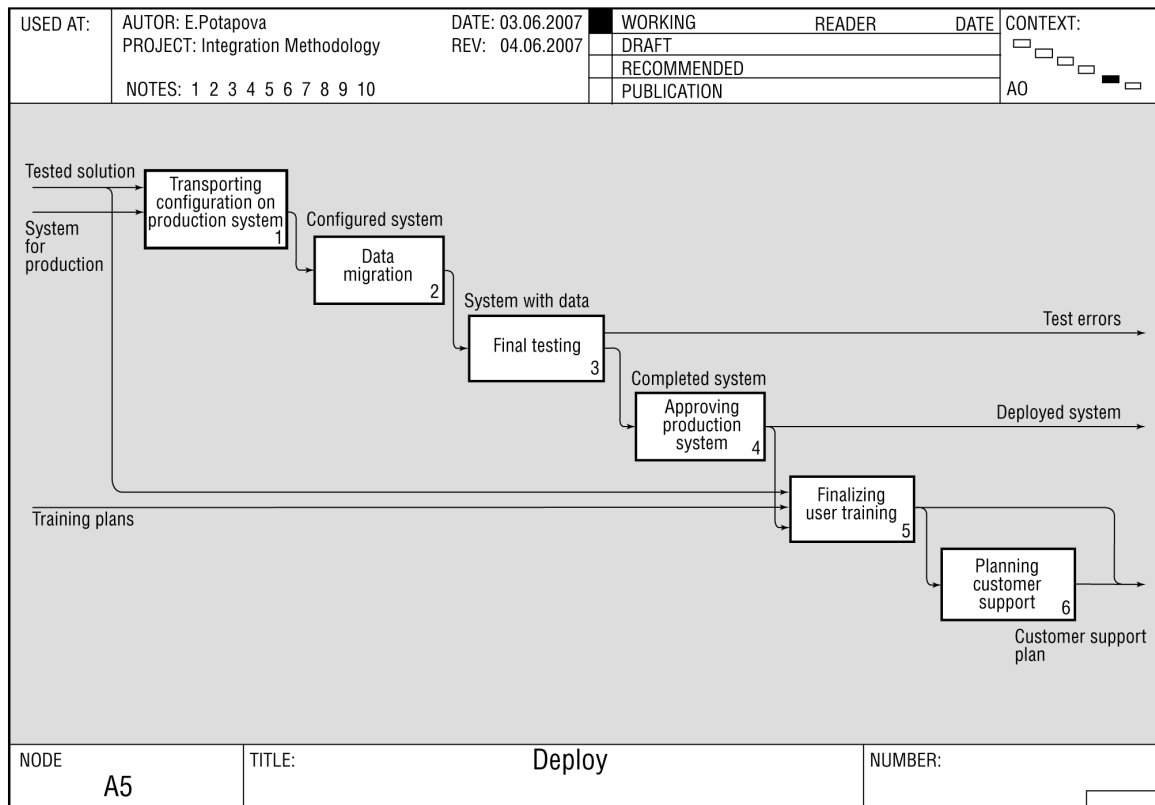 USED AT:
AUTOR: E.Potapova
DATE: 03.06.2007
PROJECT: Integration Methodology
REV: 04.06.2007
NOTES: 1 2 3 4 5 6 7 8 9 10
WORKING
READER
DATE
DRAFT
RECOMMENDED
PUBLICATION
CONTEXT:
AO
Tested solution
System
for
production
Transporting
configuration on
production system
1
Configured system
Data
migration
2
System with data
Final testing
3
Test errors
Completed system
Approving
production
system
4
Deployed system
Training plans
Finalizing
user training
5
Planning
customer
support
6
Customer support
plan
NODE
A5
TITLE:
Deploy
NUMBER: